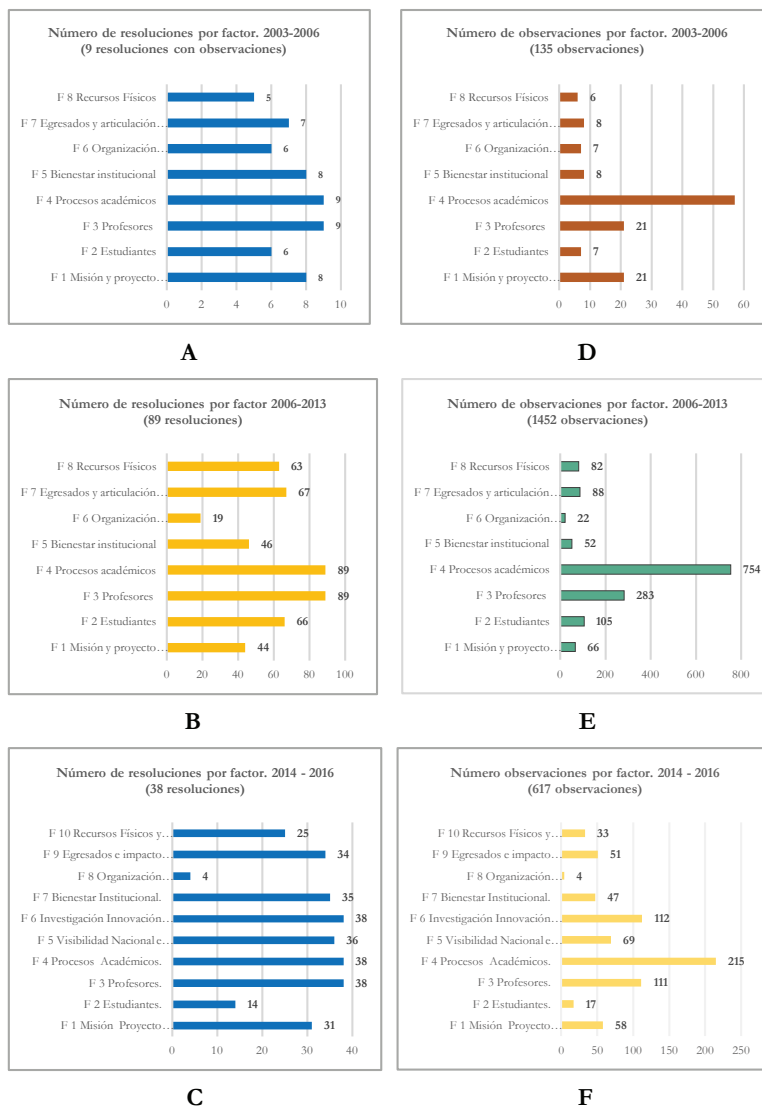 Número de resoluciones por factor. 2003-2006
(9 resoluciones con observaciones)
F 8 Recursos Físicos 5
F 7 Egresados y articulación… 7
F 6 Organización… 6
F 5 Bienestar institucional 8
F 4 Procesos académicos 9
F 3 Profesores 9
F 2 Estudiantes 6
F 1 Misión y proyecto… 8
0 2 4 6 8 10
A
Número de observaciones por factor. 2003-2006
(135 observaciones)
F 8 Recursos Físicos 6
F 7 Egresados y articulación… 8
F 6 Organización… 7
F 5 Bienestar institucional 8
F 4 Procesos académicos
F 3 Profesores 21
F 2 Estudiantes 7
F 1 Misión y proyecto… 21
0 10 20 30 40 50 60
D
Número de resoluciones por factor 2006-2013
(89 resoluciones)
F 8 Recursos Físicos 63
F 7 Egresados y articulación… 67
F 6 Organización… 19
F 5 Bienestar institucional 46
F 4 Procesos académicos 89
F 3 Profesores 89
F 2 Estudiantes 66
F 1 Misión y proyecto… 44
0 20 40 60 80 100
B
Número de observaciones por factor. 2006-2013
(1452 observaciones)
F 8 Recursos Físicos 82
F 7 Egresados y articulación… 88
F 6 Organización… 22
F 5 Bienestar institucional 52
F 4 Procesos académicos 754
F 3 Profesores 283
F 2 Estudiantes 105
F 1 Misión y proyecto… 66
0 200 400 600 800
E
Número de resoluciones por factor. 2014 - 2016
(38 resoluciones)
F 10 Recursos Físicos y… 25
F 9 Egresados e impacto… 34
F 8 Organización… 4
F 7 Bienestar Institucional. 35
F 6 Investigación Innovación… 38
F 5 Visibilidad Nacional e… 36
F 4 Procesos Académicos. 38
F 3 Profesores. 38
F 2 Estudiantes. 14
F 1 Misión Proyecto… 31
0 10 20 30 40
C
Número observaciones por factor. 2014 - 2016
(617 observaciones)
F 10 Recursos Físicos y… 33
F 9 Egresados e impacto… 51
F 8 Organización… 4
F 7 Bienestar Institucional. 47
F 6 Investigación Innovación… 112
F 5 Visibilidad Nacional e… 69
F 4 Procesos Académicos. 215
F 3 Profesores. 111
F 2 Estudiantes. 17
F 1 Misión Proyecto… 58
0 50 100 150 200 250
F